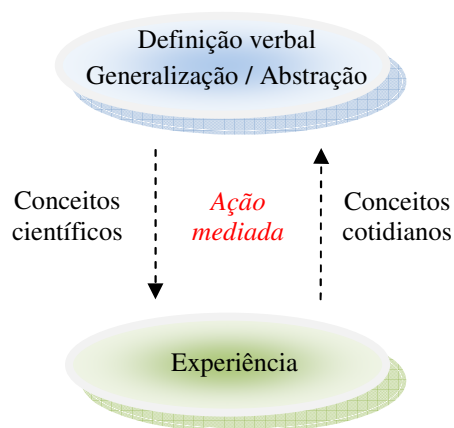 Definição verbal
Generalização / Abstração
Conceitos
científicos
Ação
mediada
Conceitos
cotidianos
Experiência